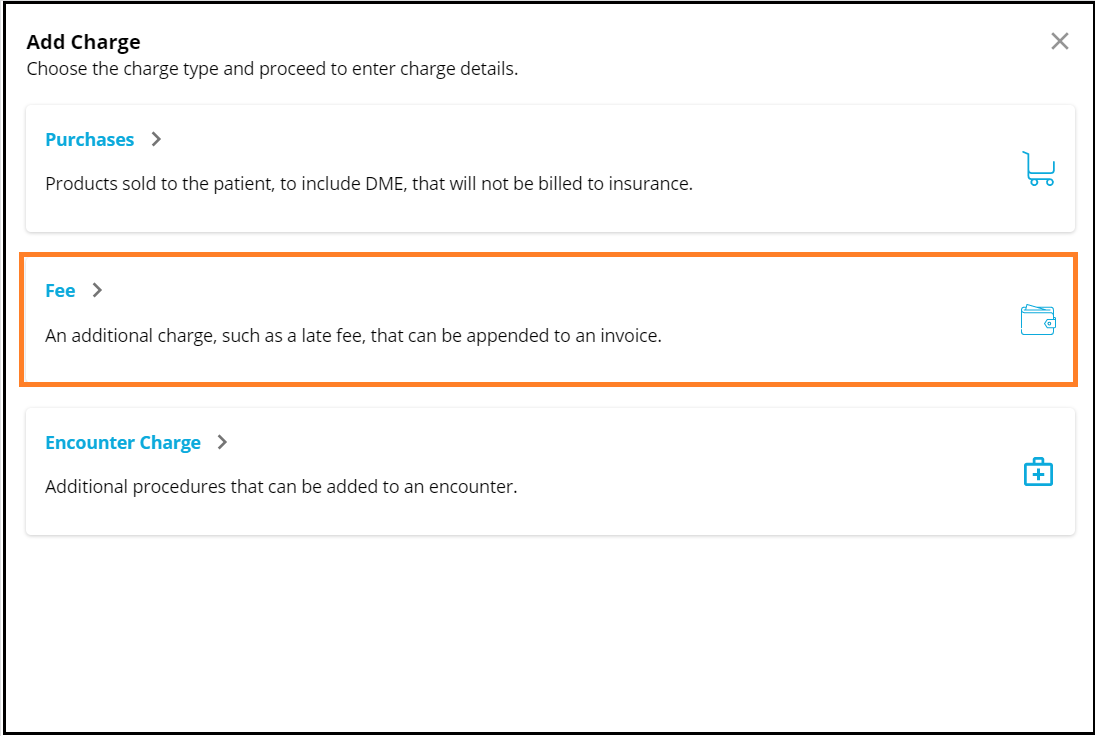 Add Charge
Choose the charge type and proceed to enter charge details.
Purchases
Products sold to the patient, to include DME, that will not be billed to insurance.
Fee
An additional charge, such as a late fee, that can be appended to an invoice.
Encounter Charge
Additional procedures that can be added to an encounter.